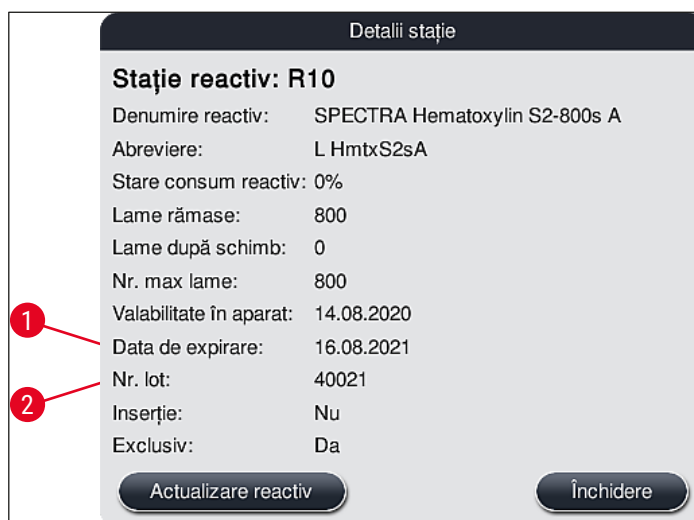 Detalii stație
Stație reactiv: R10
Denumire reactiv: SPECTRA Hematoxylin S2-800s A
Abreviere: L HmtxS2sA
Stare consum reactiv: 0%
Lame rămase: 800
Lame după schimb: 0
Nr. max lame: 800
Valabilitate în aparat: 14.08.2020
1
Data de expirare: 16.08.2021
Nr. lot: 40021
2
Inserție: Nu
Exclusiv: Da
Actualizare reactiv Închidere